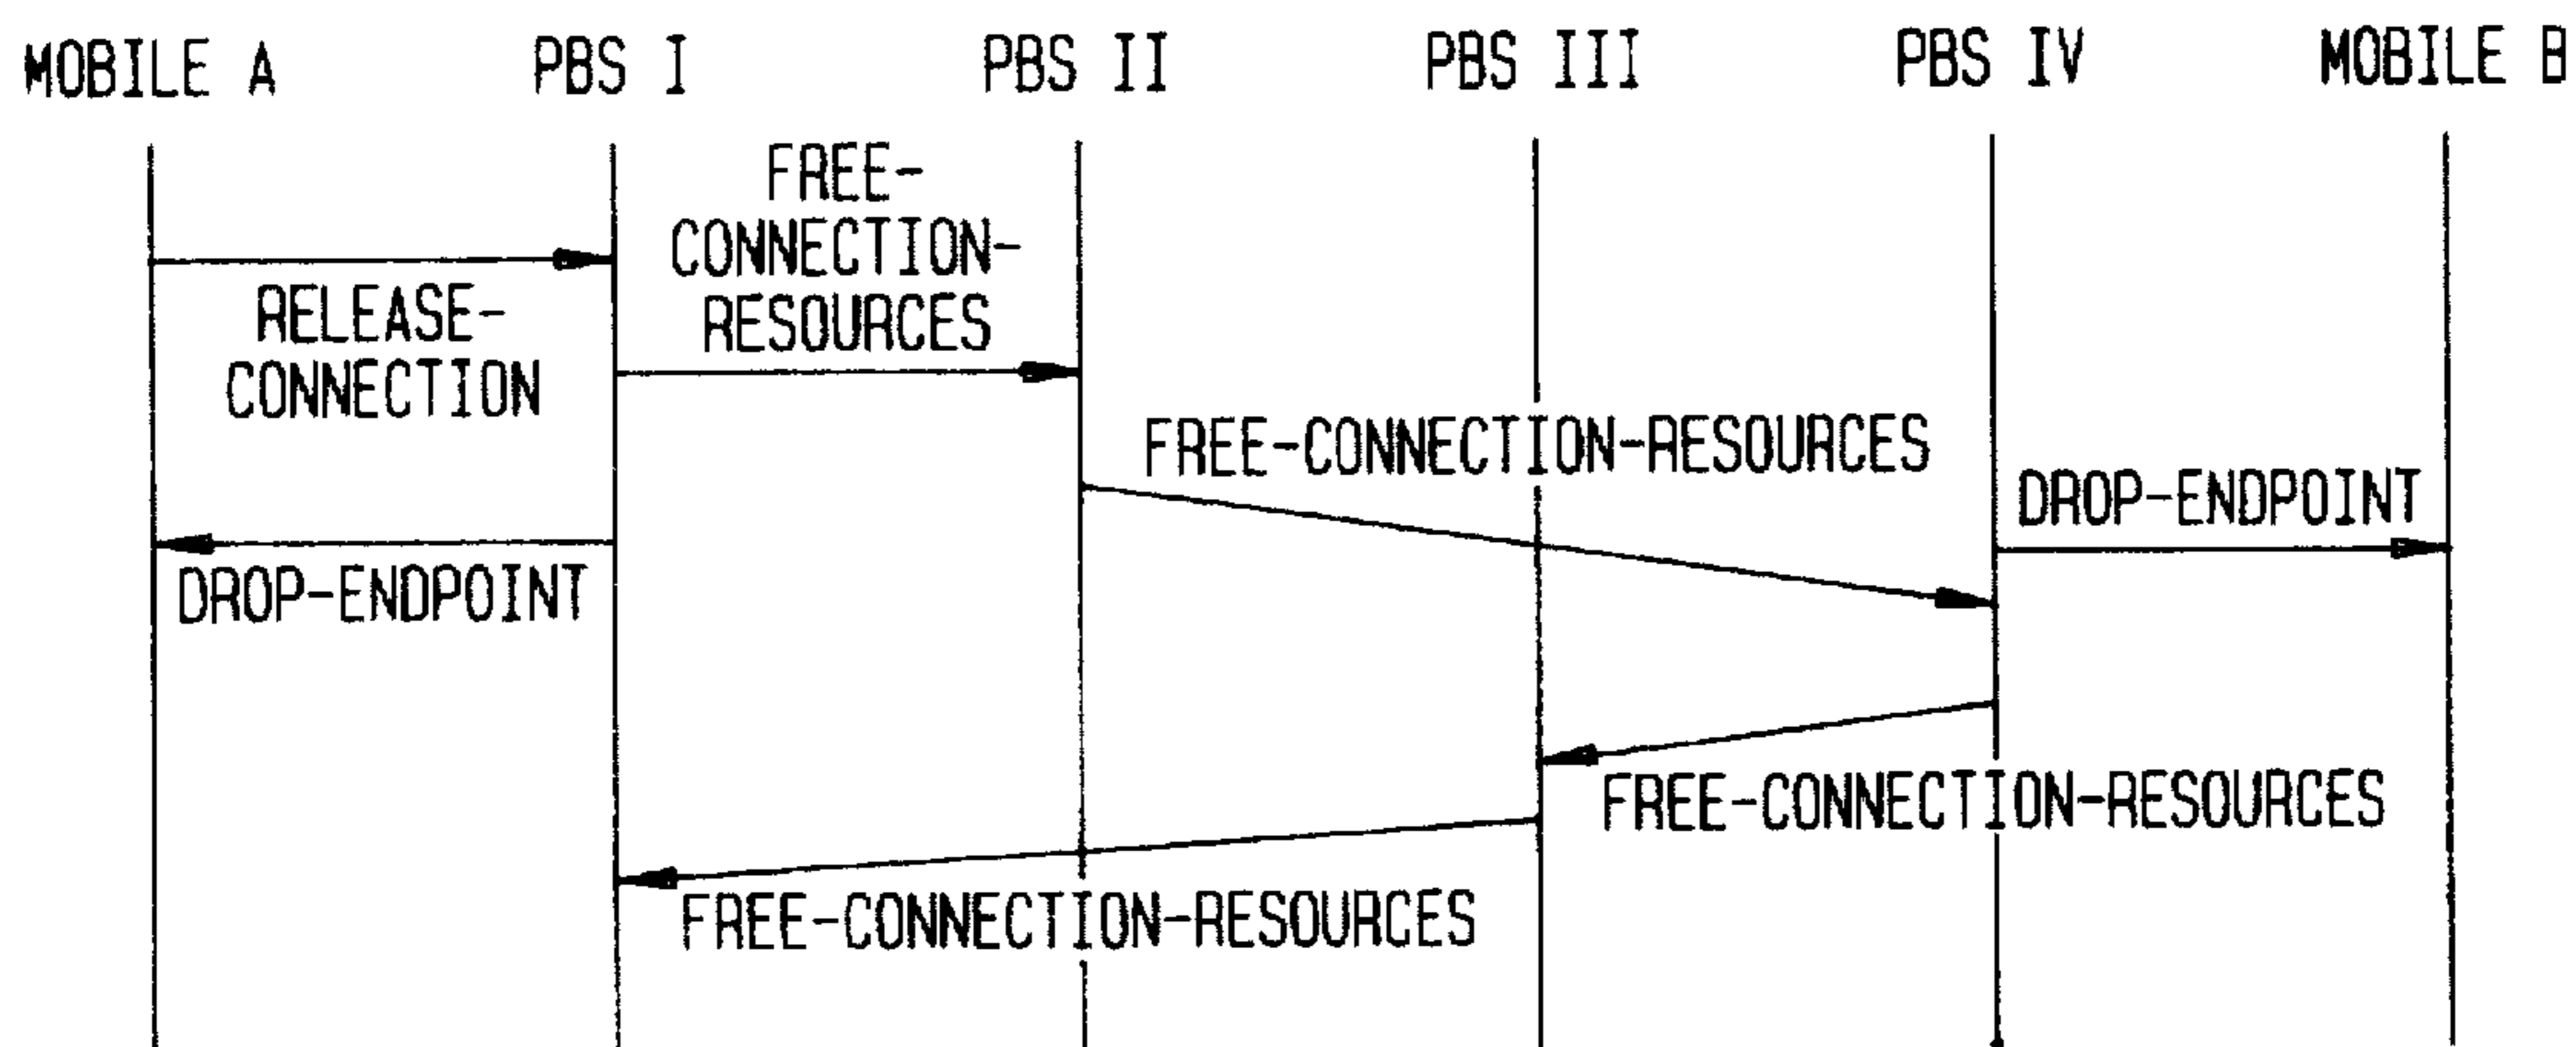 MOBILE A PBS I PBS II PBS III PBS IV MOBILE B
FREE-
CONNECTION-
RESOURCES
RELEASE-
CONNECTION
FREE-CONNECTION-RESOURCES
DROP-ENDPOINT
DROP-ENDPOINT
FREE-CONNECTION-RESOURCES
FREE-CONNECTION-RESOURCES